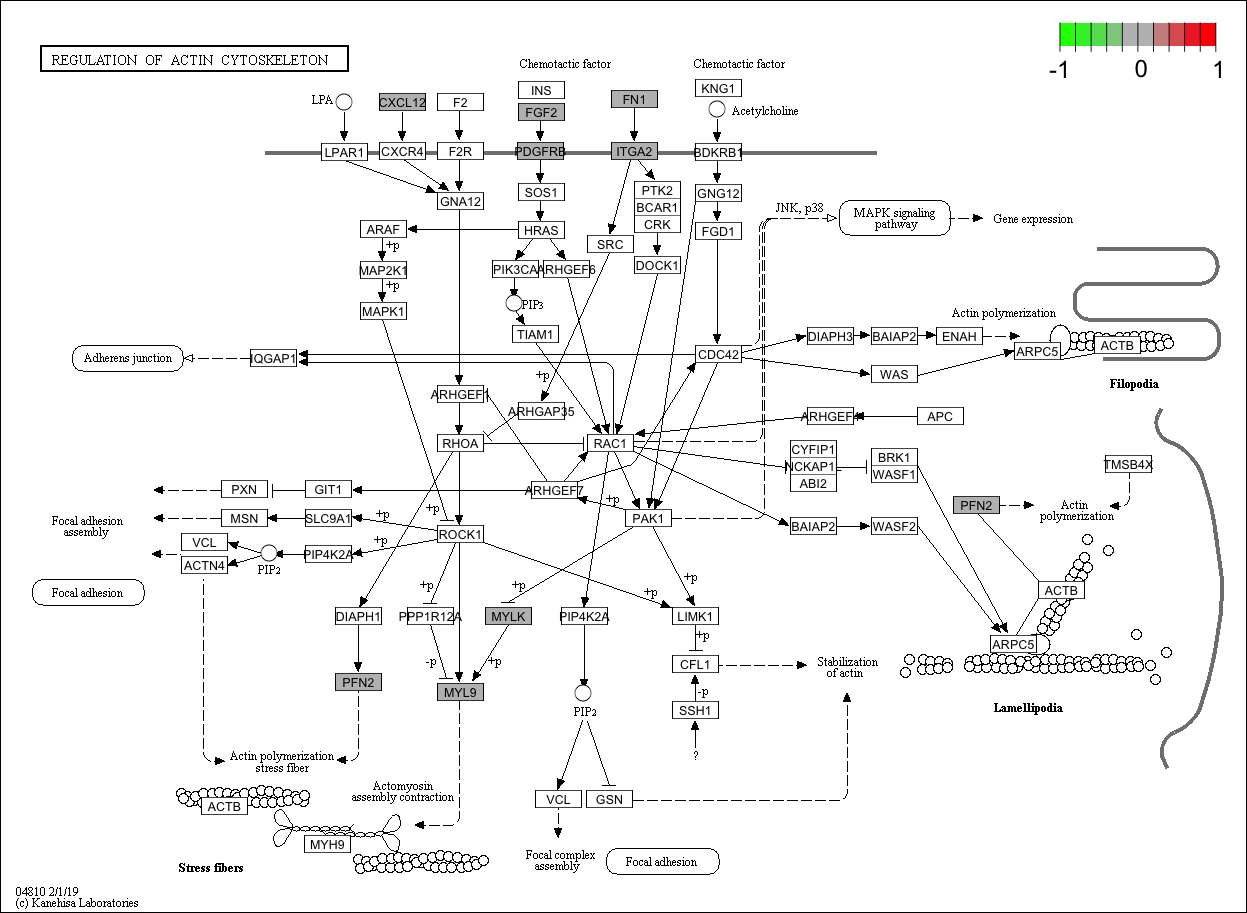 REGULATION OF ACTIN CYTOSKELETON
-1 0 1
Chemotactic factor
Chemotactic factor
LPA
CXCL12
F2
INS
FGF2
FN1
KNG1
Acetylcholine
LPAR1
CXCR4
F2R
PDGFRB
ITGA2
BDKRB1
GNA12
SOS1
PTK2
BCAR1
CRK
GNG12
JNK, p38
MAPK signaling
pathway
Gene expression
ARAF
HRAS
SRC
FGD1
+p
MAP2K1
PIK3CA
ARHGEF6
DOCK1
+p
MAPK1
PIP3
TIAM1
Actin polymerization
DIAPH3
BAIAP2
ENAH
ARPC5
ACTB
Adherens junction
IQGAP1
CDC42
WAS
Filopodia
+p
ARHGEF1
ARHGAP35
ARHGEF4
APC
RHOA
RAC1
CYFIP1
NCKAP1
ABI2
BRK1
WASF1
TMSB4X
PXN
GIT1
ARHGEF7
+p
+p
PFN2
Actin
polymerization
Focal adhesion
assembly
MSN
SLC9A1
+p
PAK1
BAIAP2
WASF2
ROCK1
VCL
ACTN4
PIP2
PIP4K2A
+p
Focal adhesion
+p
+p
+p
+p
ACTB
DIAPH1
PPP1R12A
MYLK
PIP4K2A
LIMK1
+p
ARPC5
-p
+p
CFL1
Stabilization
of actin
PFN2
MYL9
-p
PIP2
SSH1
Lamellipodia
?
Actin polymerization
stress fiber
Actomyosin
assembly contraction
VCL
GSN
ACTB
MYH9
Stress fibers
Focal complex
assembly
Focal adhesion
04810 2/1/19
(c) Kanehisa Laboratories